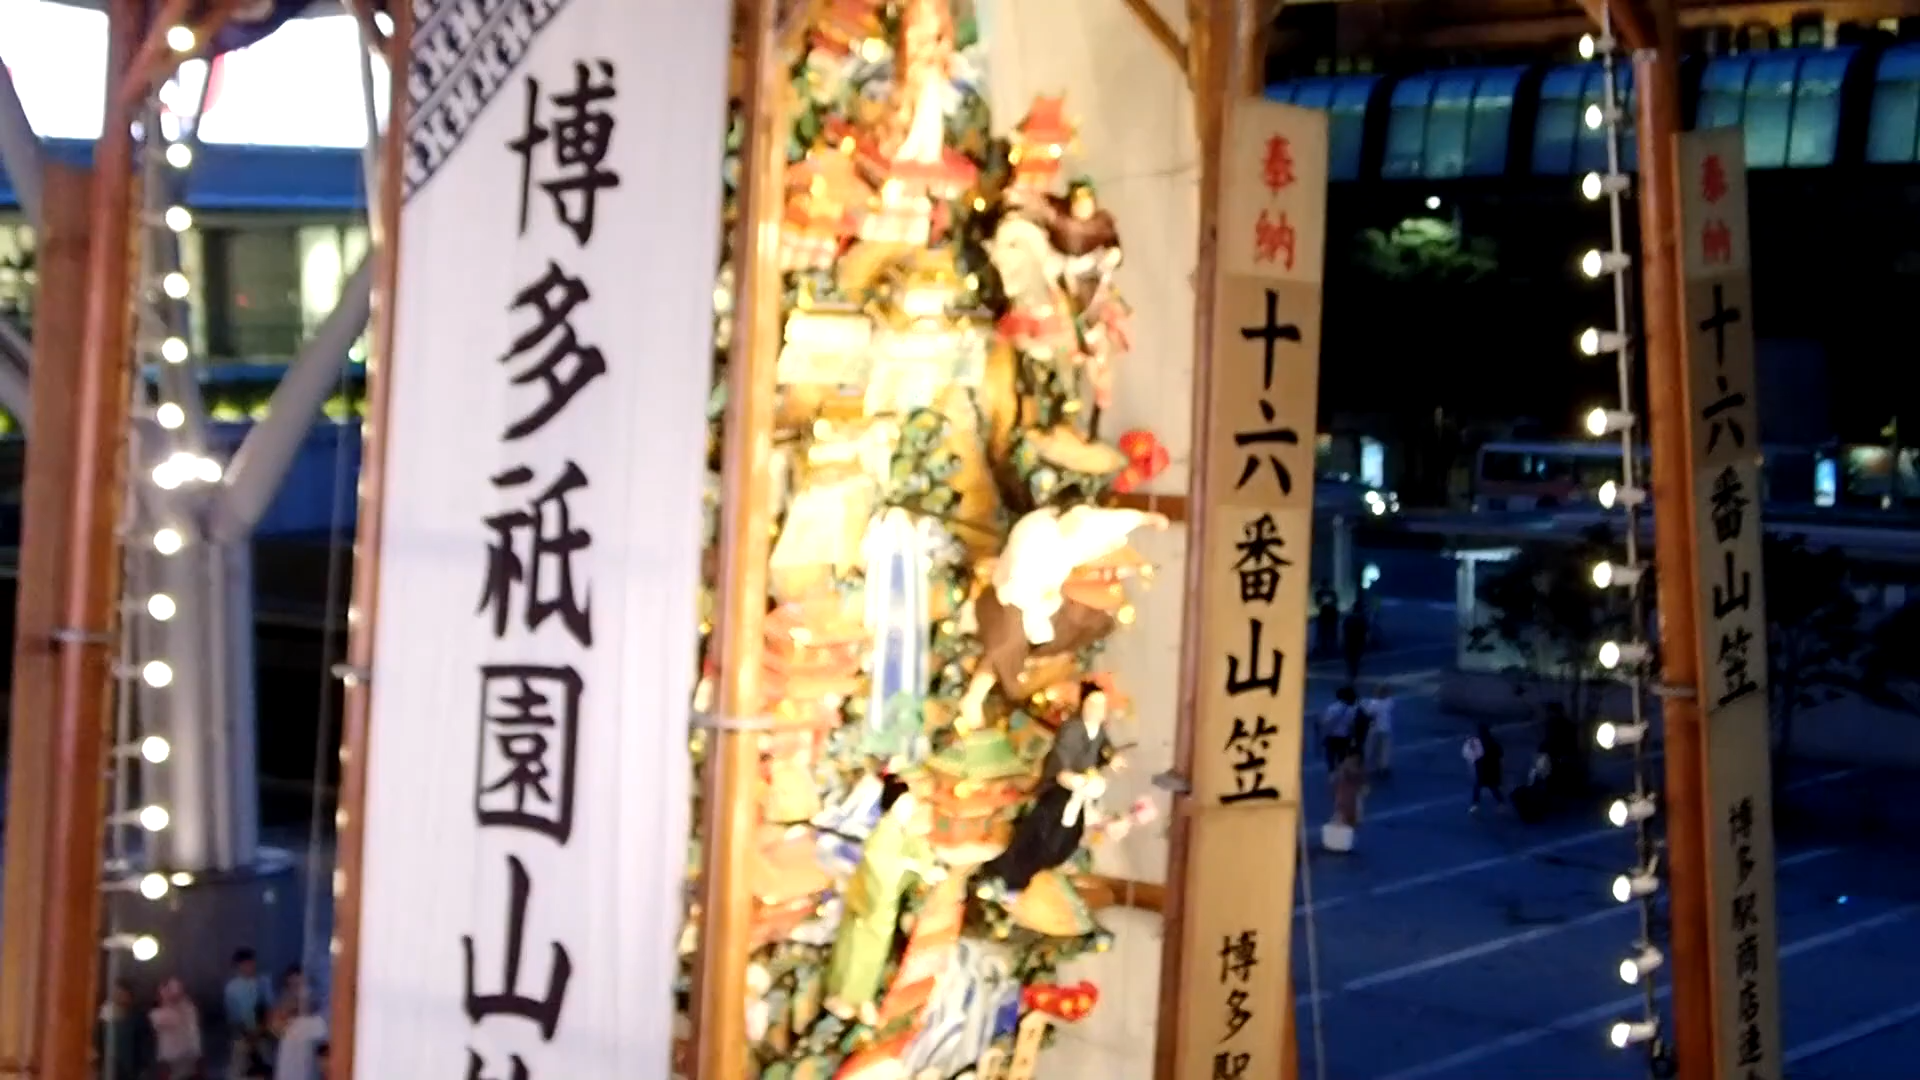 博多祇園山
奉納
十六番山笠
博多駅
奉納
十六番山笠
博多駅商店連